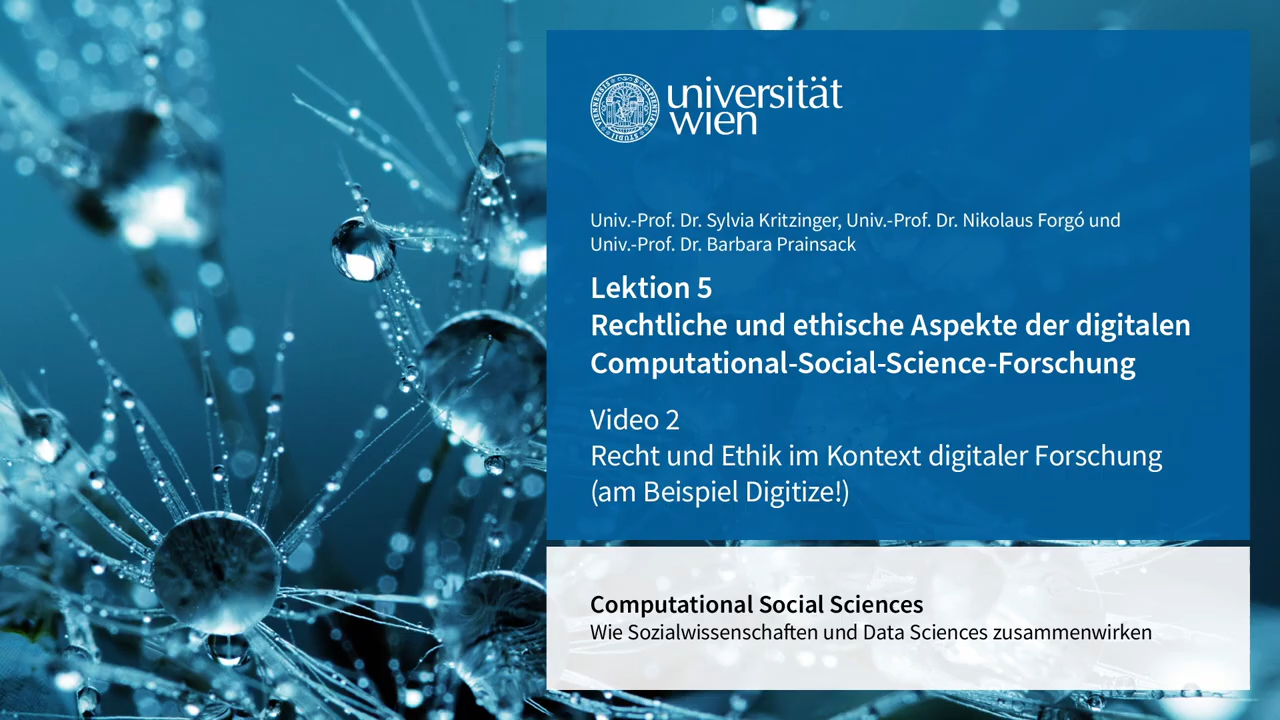 universität
wien
Univ.-Prof. Dr. Sylvia Kritzinger, Univ.-Prof. Dr. Nikolaus Forgó und
Univ.-Prof. Dr. Barbara Prainsack
Lektion 5
Rechtliche und ethische Aspekte der digitalen
Computational-Social-Science-Forschung
Video 2
Recht und Ethik im Kontext digitaler Forschung
(am Beispiel Digitize!)
Computational Social Sciences
Wie Sozialwissenschaften und Data Sciences zusammenwirken